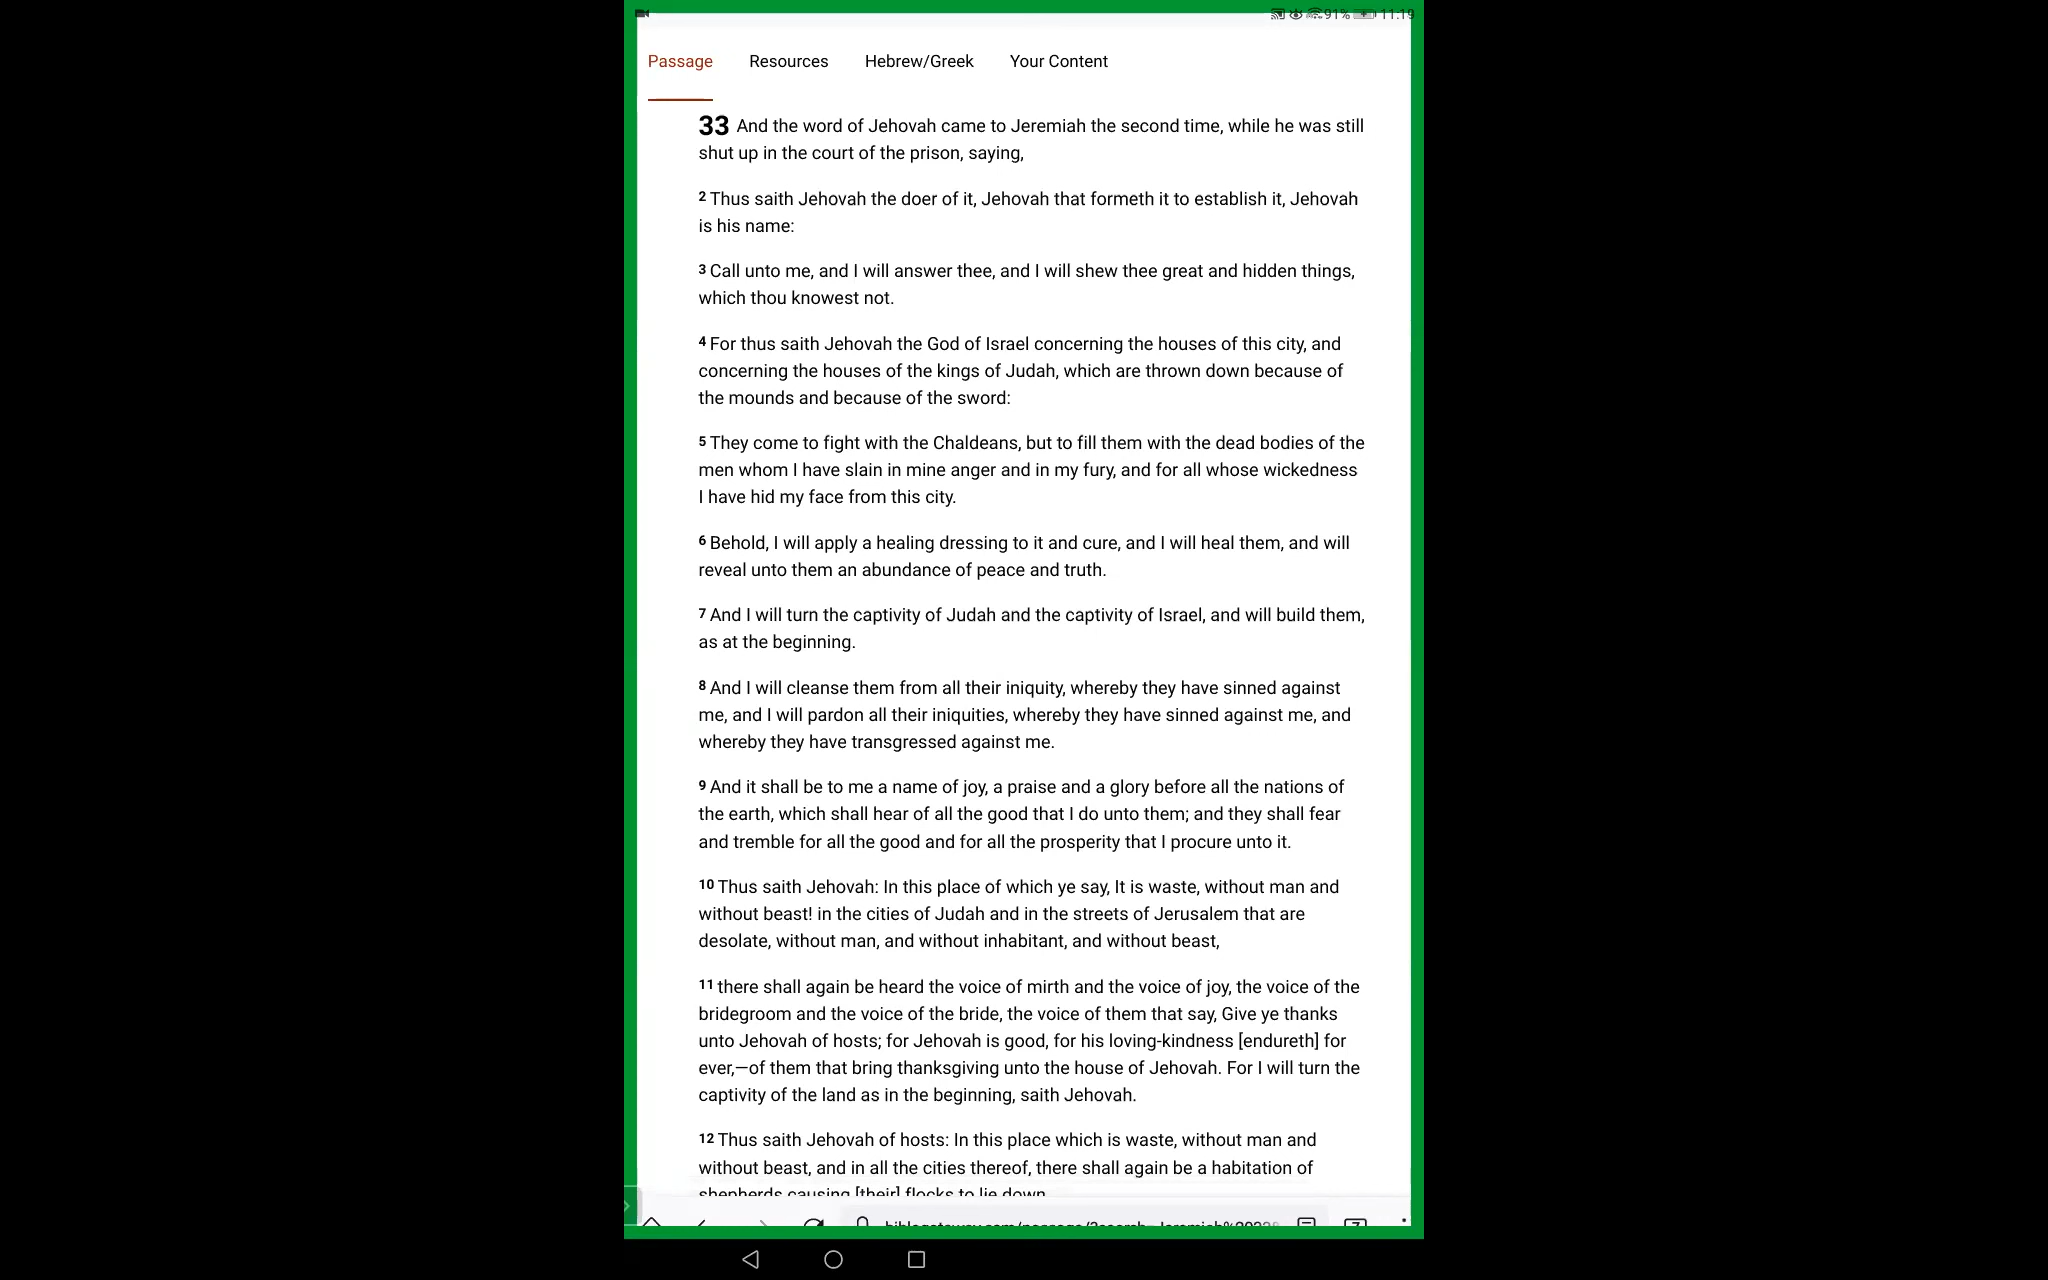 91% 11:19
Passage Resources Hebrew/Greek Your Content
33 And the word of Jehovah came to Jeremiah the second time, while he was still
shut up in the court of the prison, saying,
2 Thus saith Jehovah the doer of it, Jehovah that formeth it to establish it, Jehovah
is his name:
3 Call unto me, and I will answer thee, and I will shew thee great and hidden things,
which thou knowest not.
4 For thus saith Jehovah the God of Israel concerning the houses of this city, and
concerning the houses of the kings of Judah, which are thrown down because of
the mounds and because of the sword:
5 They come to fight with the Chaldeans, but to fill them with the dead bodies of the
men whom I have slain in mine anger and in my fury, and for all whose wickedness
I have hid my face from this city.
6 Behold, I will apply a healing dressing to it and cure, and I will heal them, and will
reveal unto them an abundance of peace and truth.
7 And I will turn the captivity of Judah and the captivity of Israel, and will build them,
as at the beginning.
8 And I will cleanse them from all their iniquity, whereby they have sinned against
me, and I will pardon all their iniquities, whereby they have sinned against me, and
whereby they have transgressed against me.
9 And it shall be to me a name of joy, a praise and a glory before all the nations of
the earth, which shall hear of all the good that I do unto them; and they shall fear
and tremble for all the good and for all the prosperity that I procure unto it.
10 Thus saith Jehovah: In this place of which ye say, It is waste, without man and
without beast! in the cities of Judah and in the streets of Jerusalem that are
desolate, without man, and without inhabitant, and without beast,
11 there shall again be heard the voice of mirth and the voice of joy, the voice of the
bridegroom and the voice of the bride, the voice of them that say, Give ye thanks
unto Jehovah of hosts; for Jehovah is good, for his loving-kindness [endureth] for
ever,—of them that bring thanksgiving unto the house of Jehovah. For I will turn the
captivity of the land as in the beginning, saith Jehovah.
12 Thus saith Jehovah of hosts: In this place which is waste, without man and
without beast, and in all the cities thereof, there shall again be a habitation of
shepherds causing [their] flocks to lie down